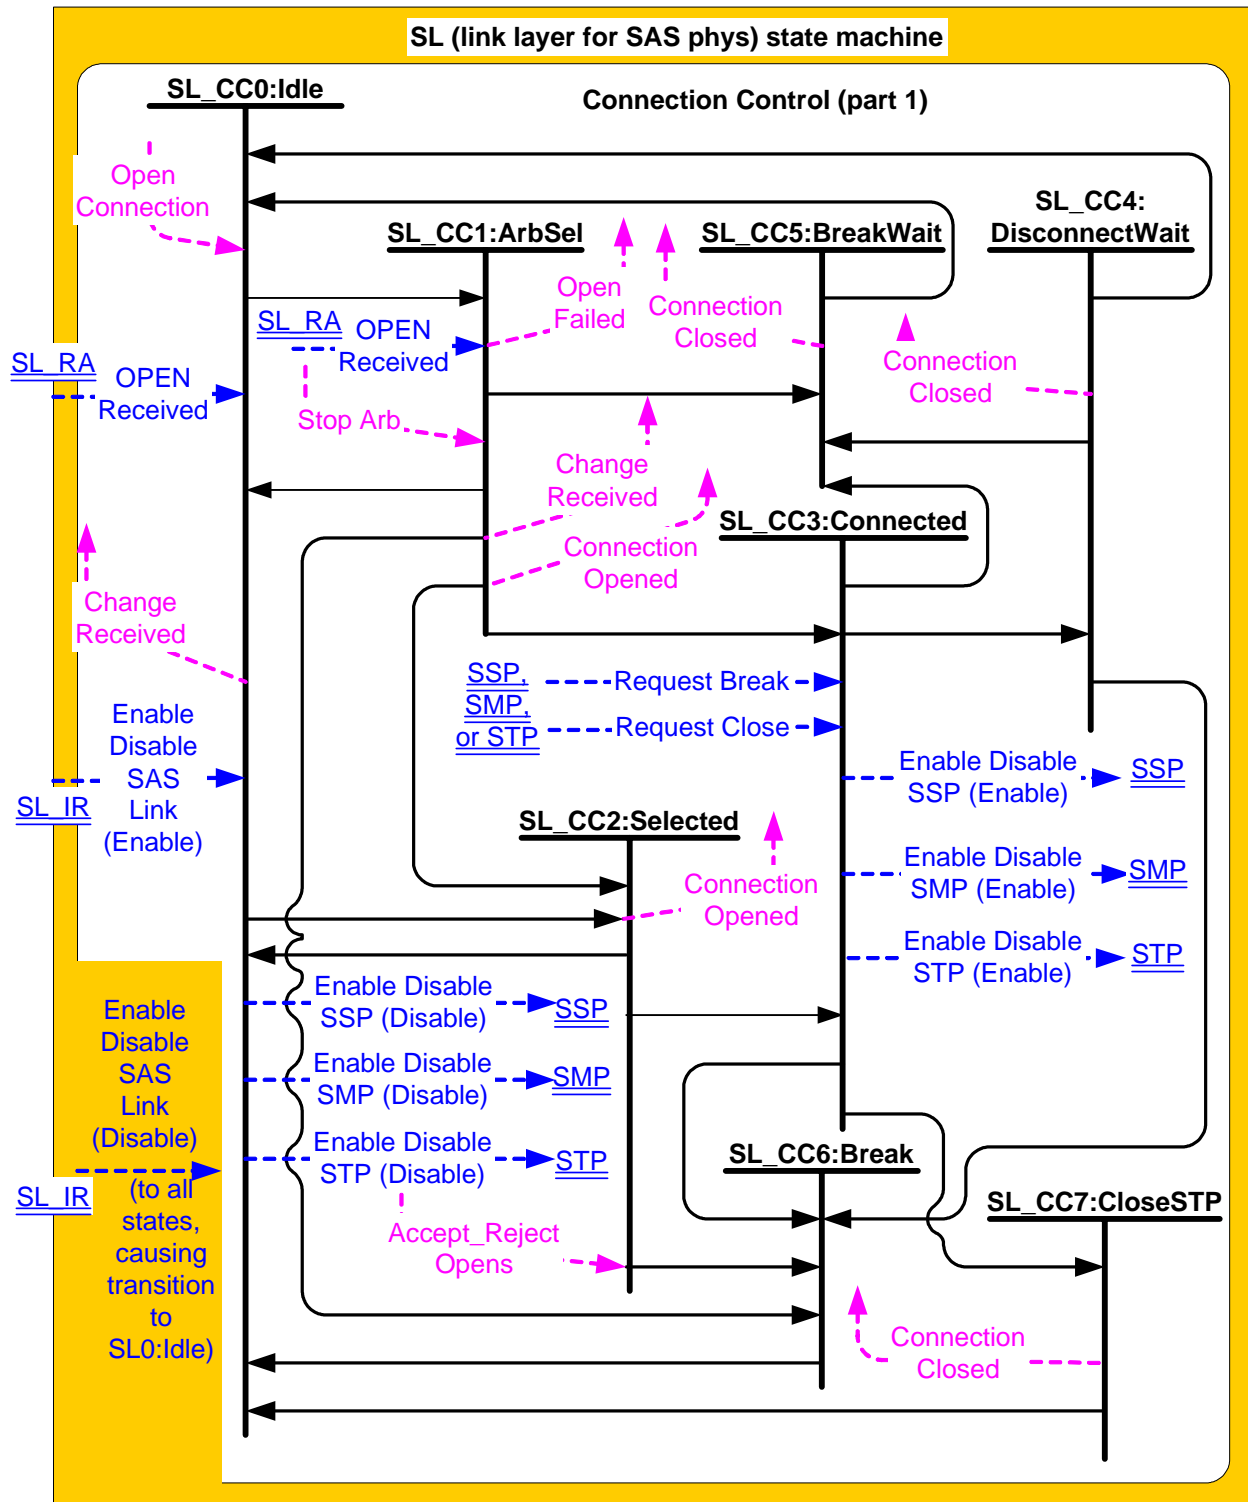 SL (link layer for SAS phys) state machine
SL_CC0:Idle
Connection Control (part 1)
Open
Connection
SL_CC1:ArbSel
SL_CC5:BreakWait
SL_CC4:
DisconnectWait
Open
Failed
Connection
Closed
Connection
Closed
SL_RA
OPEN
Received
SL_RA
OPEN
Received
Stop Arb
Change
Received
SL_CC3:Connected
Connection
Opened
Change
Received
SSP,
SMP,
or STP
Request Break
Request Close
Enable
Disable
SAS
Link
(Enable)
SL_IR
Enable Disable
SSP (Enable)
SSP
SL_CC2:Selected
Enable Disable
SMP (Enable)
SMP
Connection
Opened
Enable Disable
STP (Enable)
STP
Enable Disable
SSP (Disable)
SSP
Enable
Disable
SAS
Link
(Disable)
SL_IR
(to all
states,
causing
transition
to
SL0:Idle)
Enable Disable
SMP (Disable)
SMP
Enable Disable
STP (Disable)
STP
SL_CC6:Break
SL_CC7:CloseSTP
Accept_Reject
Opens
Connection
Closed